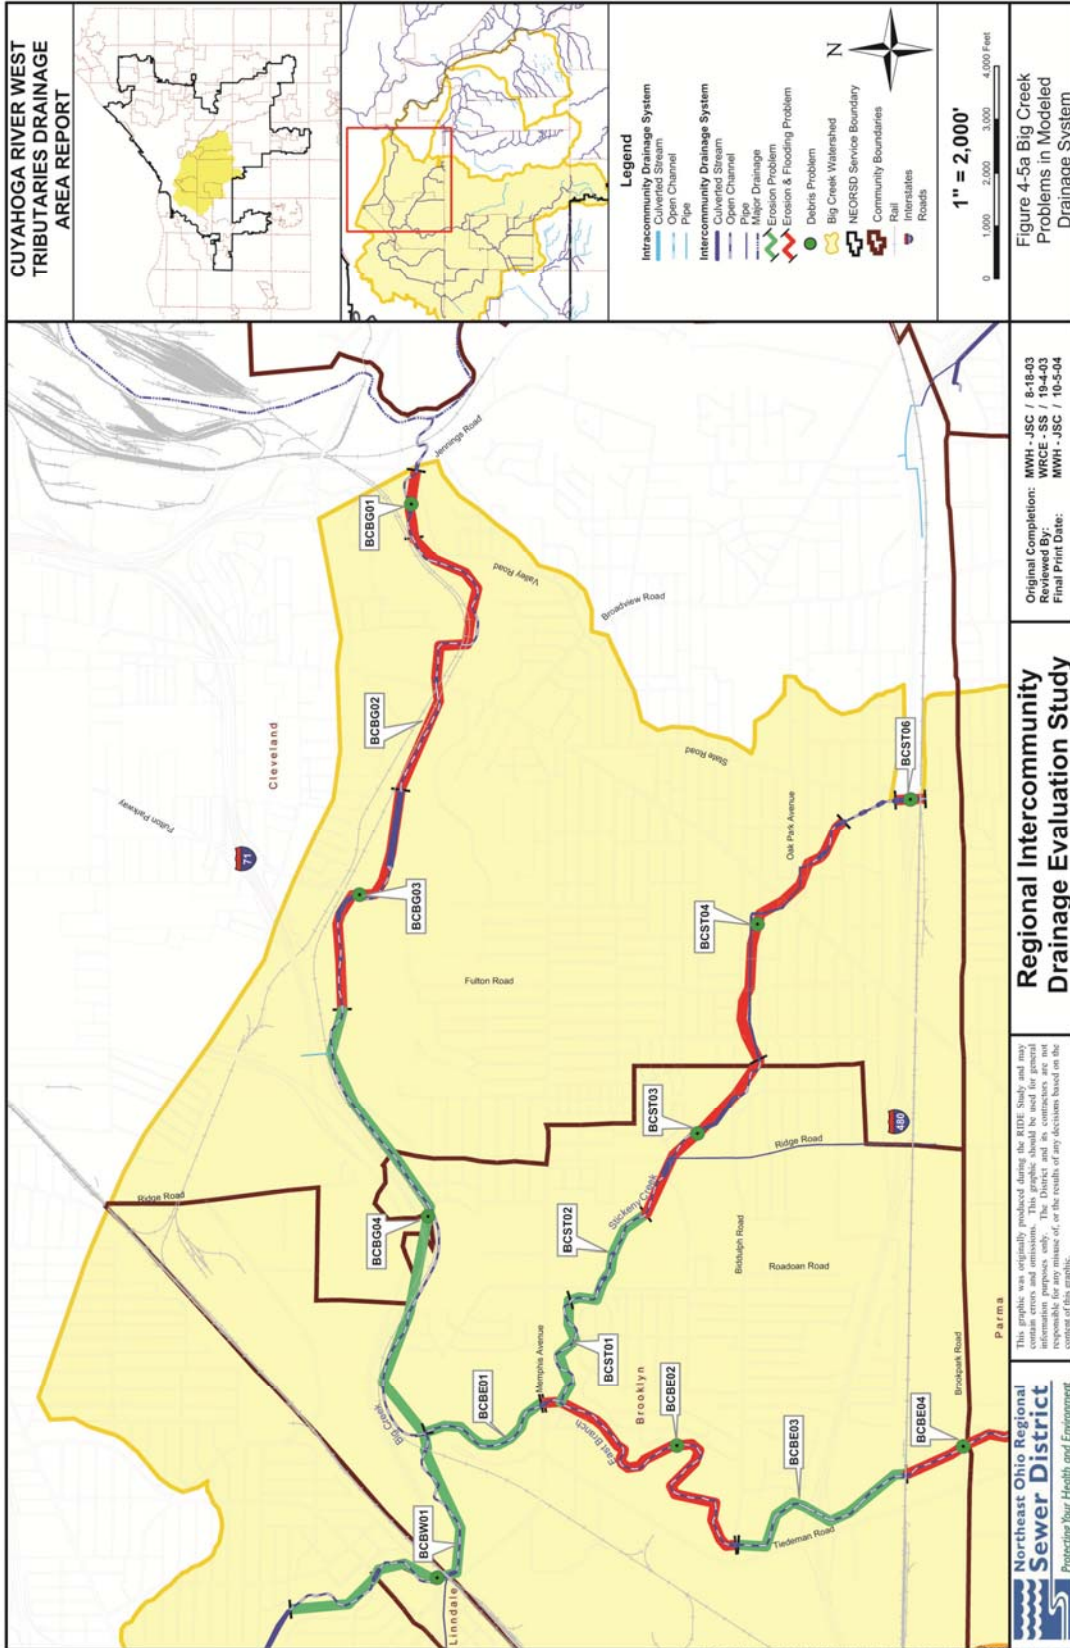 CUYAHOGA RIVER WEST
TRIBUTARIES DRAINAGE
AREA REPORT
Legend
Intracommunity Drainage System
Culverted Stream
Open Channel
Pipe
Intercommunity Drainage System
Culverted Stream
Open Channel
Pipe
Major Drainage
Erosion Problem
Erosion & Flooding Problem
Debris Problem
Big Creek Watershed
NEORSD Service Boundary
Community Boundaries
Rail
Interstates
Roads
N
1" = 2,000'
0 1,000 2,000 3,000 4,000 Feet
Figure 4-5a Big Creek
Problems in Modeled
Drainage System
Jennings Road
BCBG01
Valley Road
Broadview Road
BCBG02
Cleveland
Fulton Parkway
71
State Road
BCST06
Oak Park Avenue
BCBG03
BCST04
Fulton Road
BCST03
Ridge Road
480
Ridge Road
BCBG04
Stickeny Creek
BCST02
Biddulph Road
Roadoan Road
BCST01
Memphis Avenue
BCBE01
Big Creek
East Branch
Brooklyn
BCBE02
BCBE03
Tiedeman Road
BCBE04
Brookpark Road
Parma
BCBW01
Linndale
Northeast Ohio Regional
Sewer District
Protecting Your Health and Environment
This graphic was originally produced during the RIDE Study and may
contain errors and omissions. This graphic should be used for general
information purposes only. The District and its contractors are not
responsible for any misuse of, or the results of any decisions based on the
content of this graphic.
Regional Intercommunity
Drainage Evaluation Study
Original Completion: MWH - JSC / 8-18-03
Reviewed By: WRCE - SS / 19-4-03
Final Print Date: MWH - JSC / 10-5-04